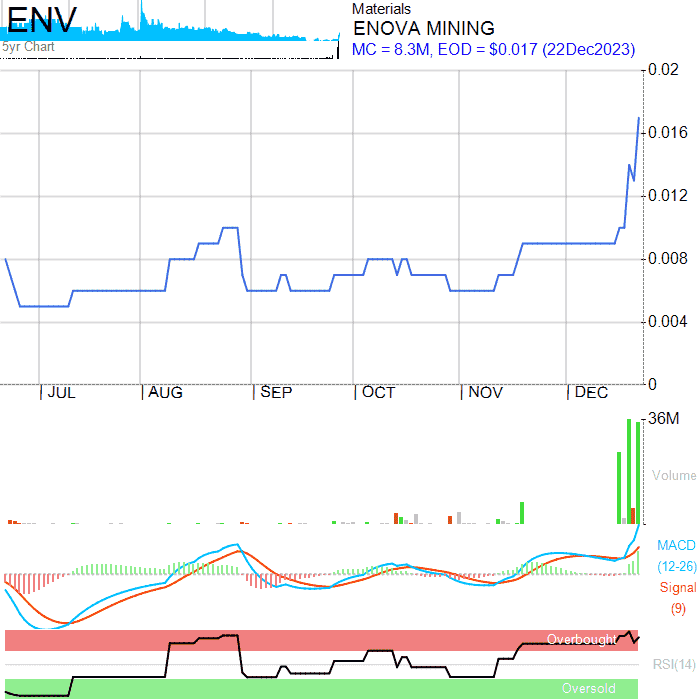 ENV
5yr Chart
Materials
ENOVA MINING
MC = 8.3M, EOD = $0.017 (22Dec2023)
0.02
0.016
0.012
0.008
0.004
0
JUL
AUG
SEP
OCT
NOV
DEC
36M
Volume
MACD
(12-26)
Signal
(9)
Overbought
RSI(14)
Oversold